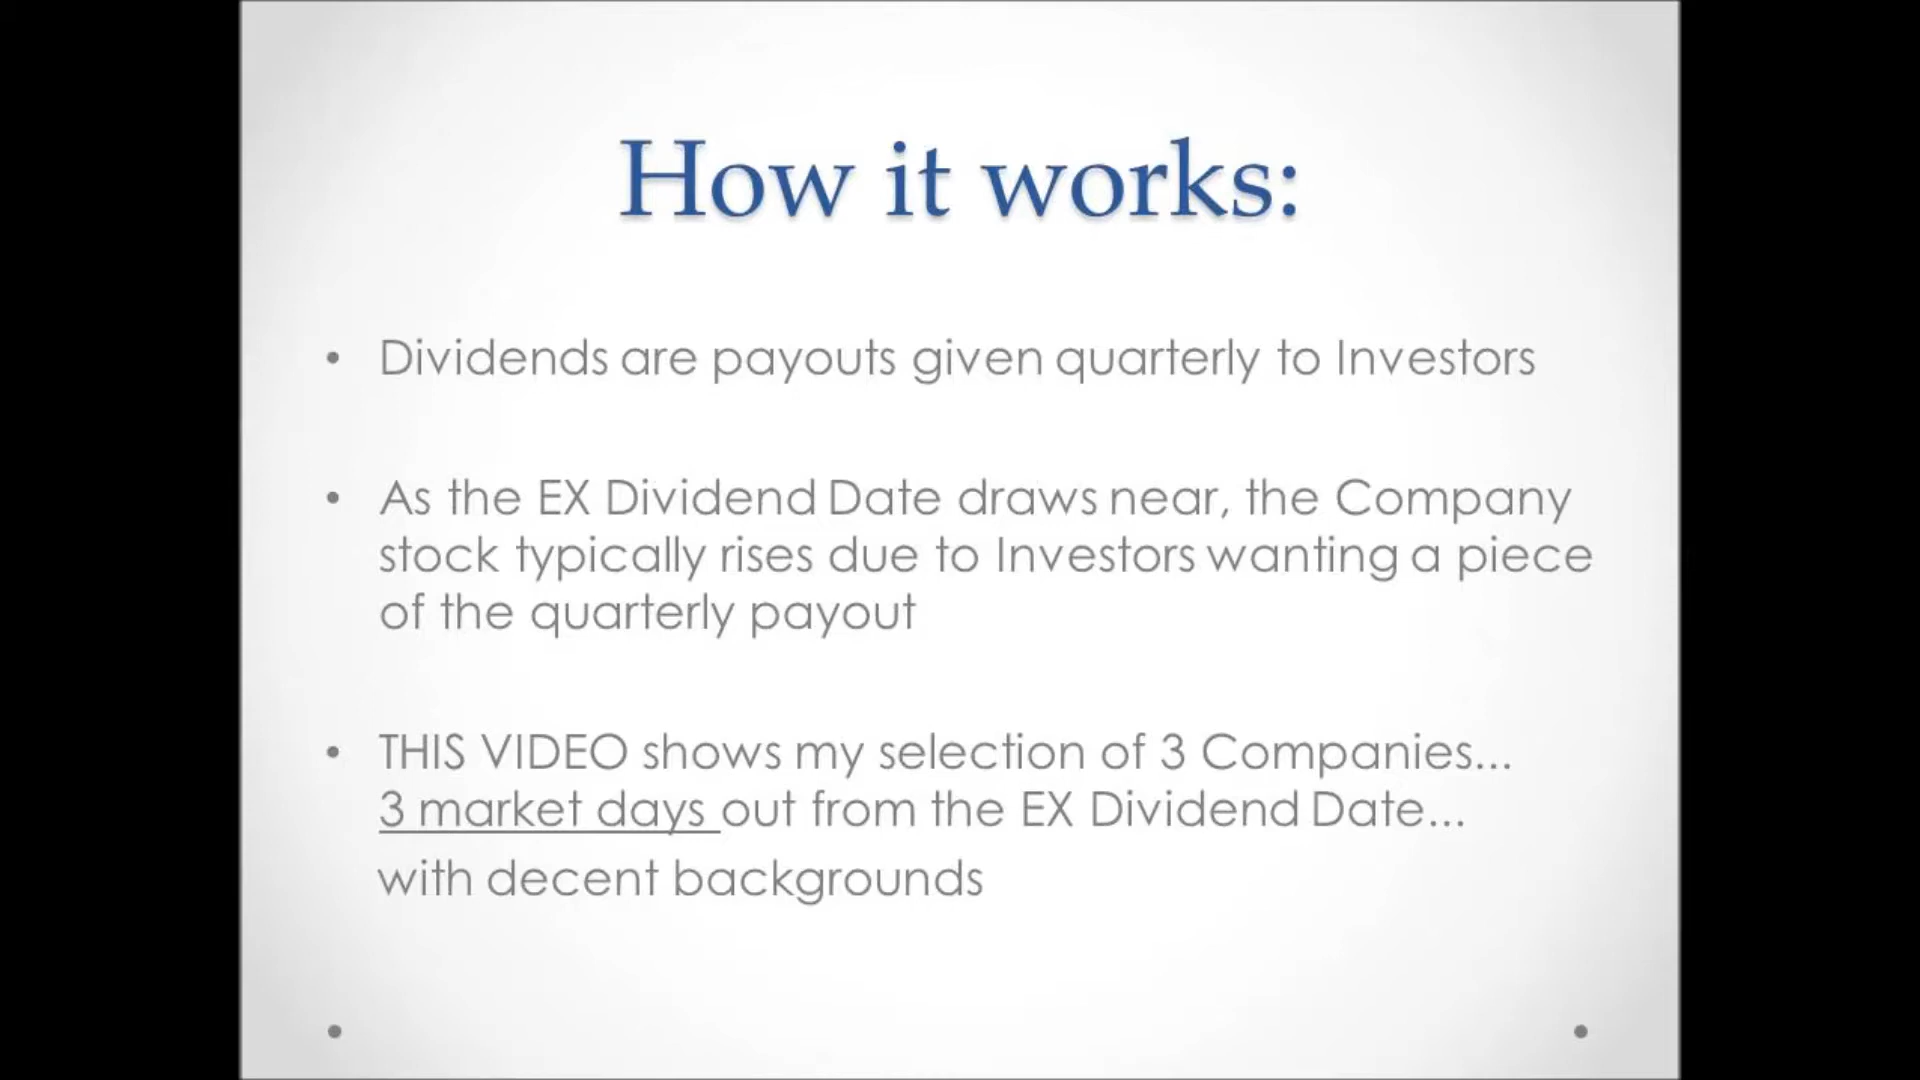 How it works:
• Dividends are payouts given quarterly to Investors
• As the EX Dividend Date draws near, the Company
stock typically rises due to Investors wanting a piece
of the quarterly payout
• THIS VIDEO shows my selection of 3 Companies...
3 market days out from the EX Dividend Date...
with decent backgrounds